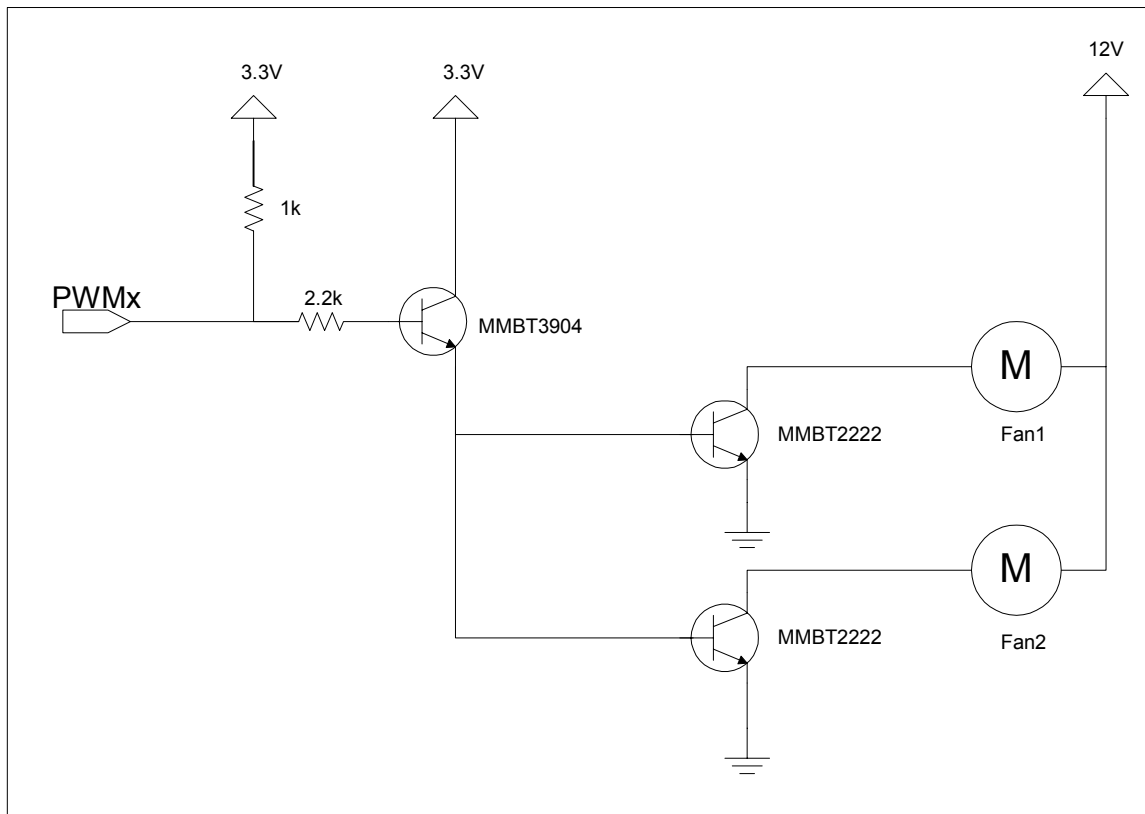 3.3V
3.3V
12V
1k
PWMx
2.2k
MMBT3904
M
MMBT2222
Fan1
M
MMBT2222
Fan2